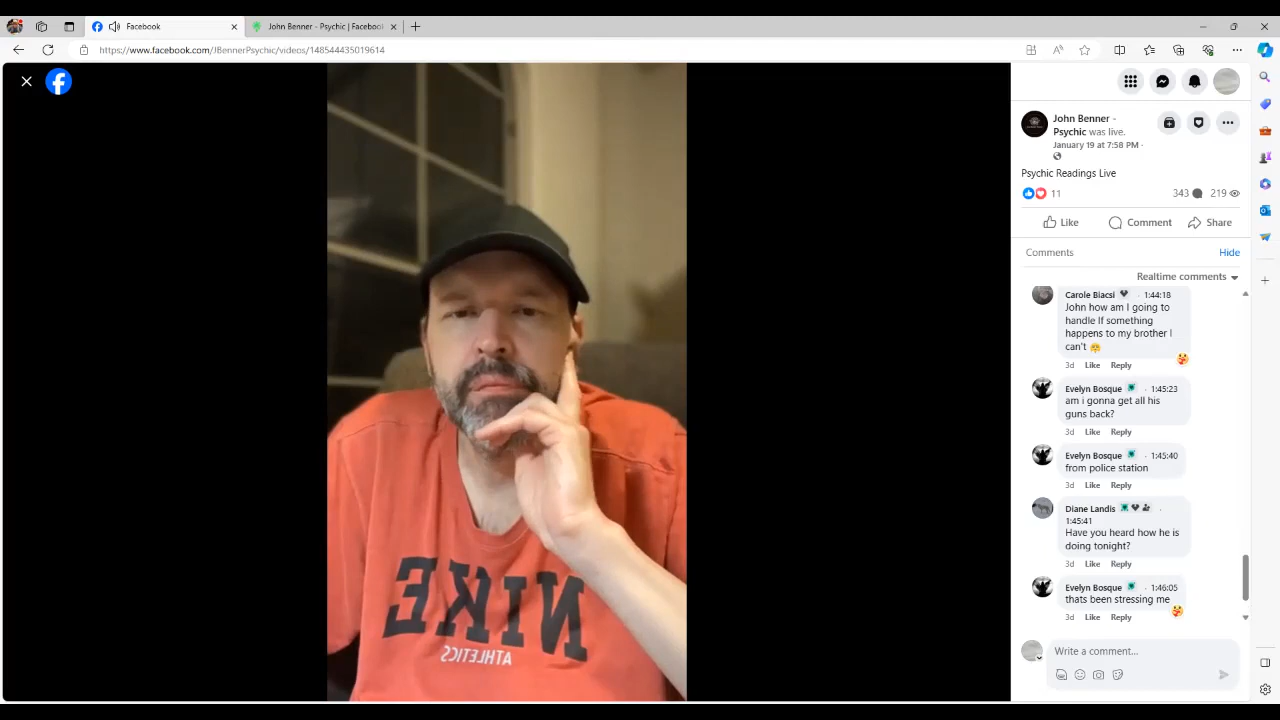 Facebook
John Benner - Psychic | Facebook
https://www.facebook.com/JBennerPsychic/videos/148544435019614
John Benner -
Psychic was live.
January 19 at 7:58 PM ·
Psychic Readings Live
11
343
219
Like
Comment
Share
Comments
Hide
Realtime comments
Carole Biacsi · 1:44:18
John how am I going to
handle If something
happens to my brother I
can't
3d Like Reply
Evelyn Bosque · 1:45:23
am i gonna get all his
guns back?
3d Like Reply
Evelyn Bosque · 1:45:40
from police station
3d Like Reply
Diane Landis ·
1:45:41
Have you heard how he is
doing tonight?
3d Like Reply
Evelyn Bosque · 1:46:05
thats been stressing me
3d Like Reply
Write a comment...
NIKE
ATHLETICS